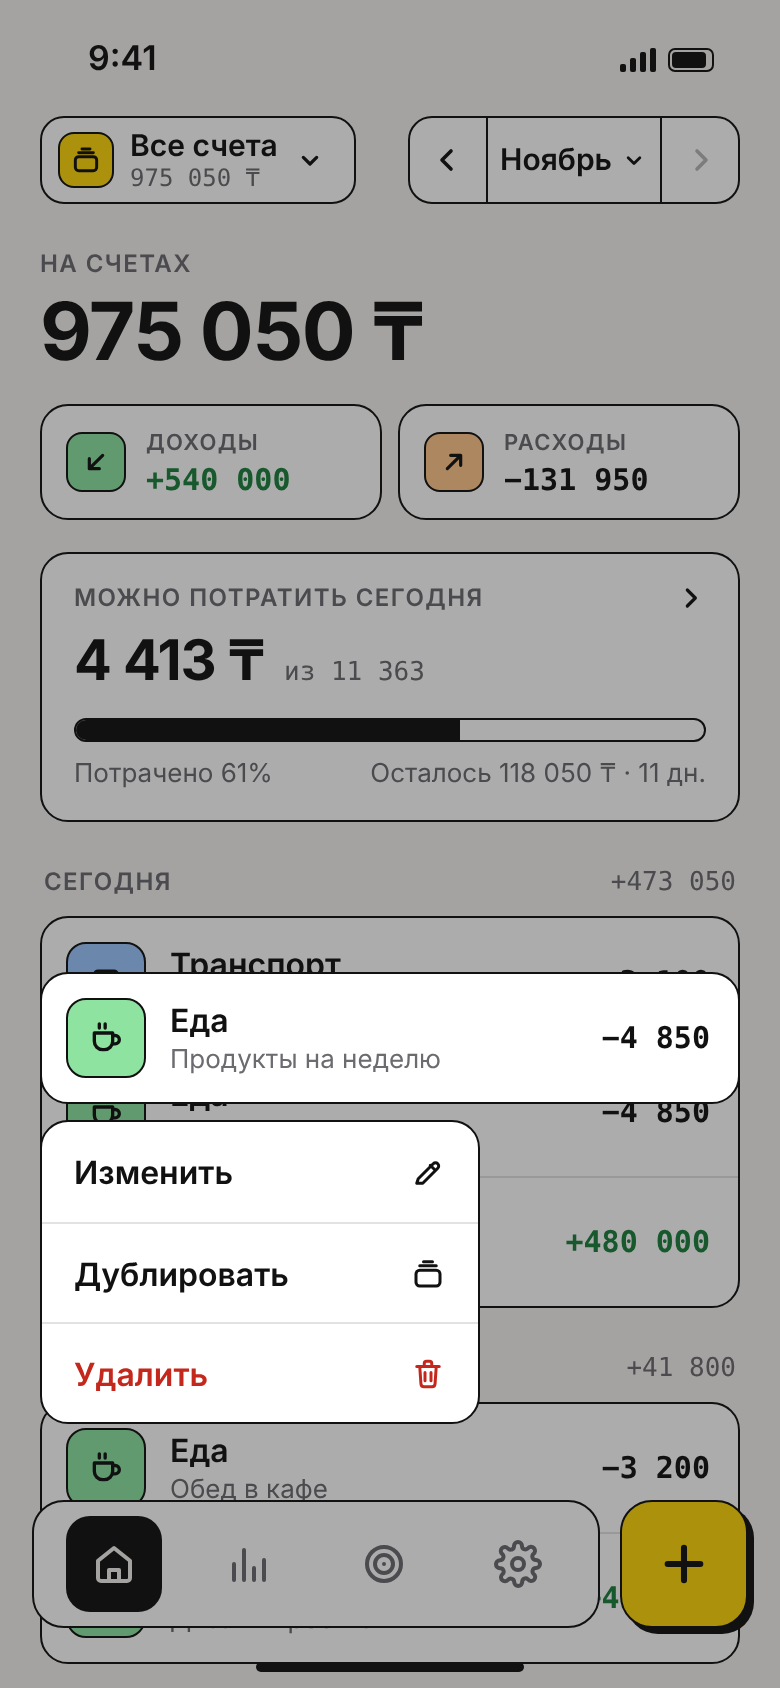 9:41
Все счета
975 050 ₸
Ноябрь
НА СЧЕТАХ
975 050 ₸
ДОХОДЫ
+540 000
РАСХОДЫ
−131 950
МОЖНО ПОТРАТИТЬ СЕГОДНЯ
4 413 ₸ из 11 363
Потрачено 61%
Осталось 118 050 ₸ · 11 дн.
СЕГОДНЯ
+473 050
Транспорт
Еда
Продукты на неделю
−4 850
−4 850
Изменить
Дублировать
Удалить
+480 000
+41 800
Еда
Обед в кафе
−3 200